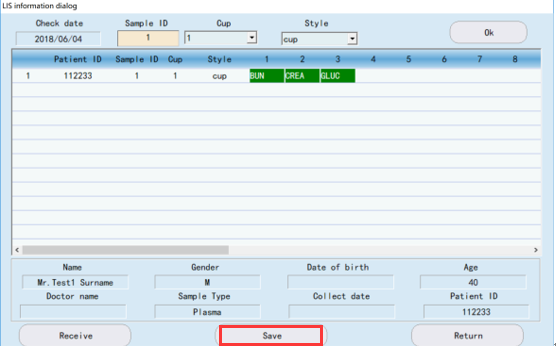 LIS information dialog
Check date Sample ID Cup Style
2018/06/04 1 1 cup Ok
Patient ID Sample ID Cup Style 1 2 3 4 5 6 7 8
1 112233 1 1 cup BUN CREA GLUC
Name Gender Date of birth Age
Mr.Test1 Surname M 40
Doctor name Sample Type Collect date Patient ID
Plasma 112233
Receive Save Return